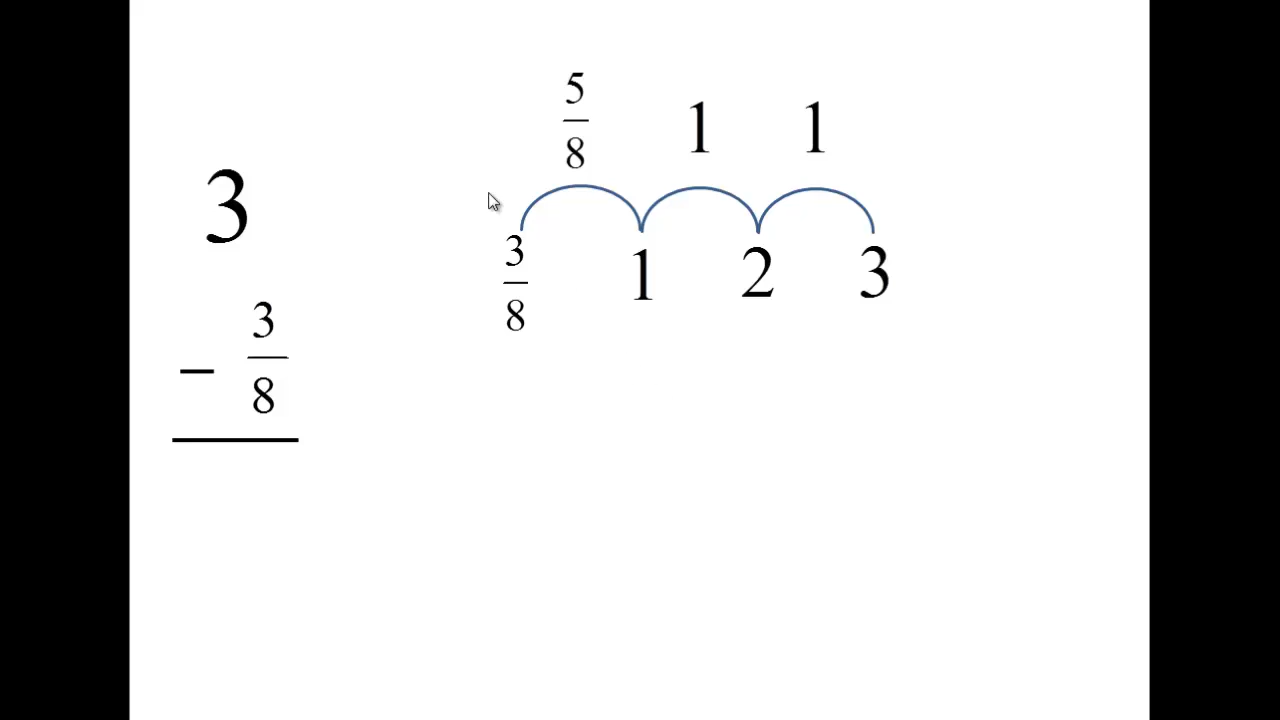 3
− 3/8
5/8 1 1
3/8 1 2 3